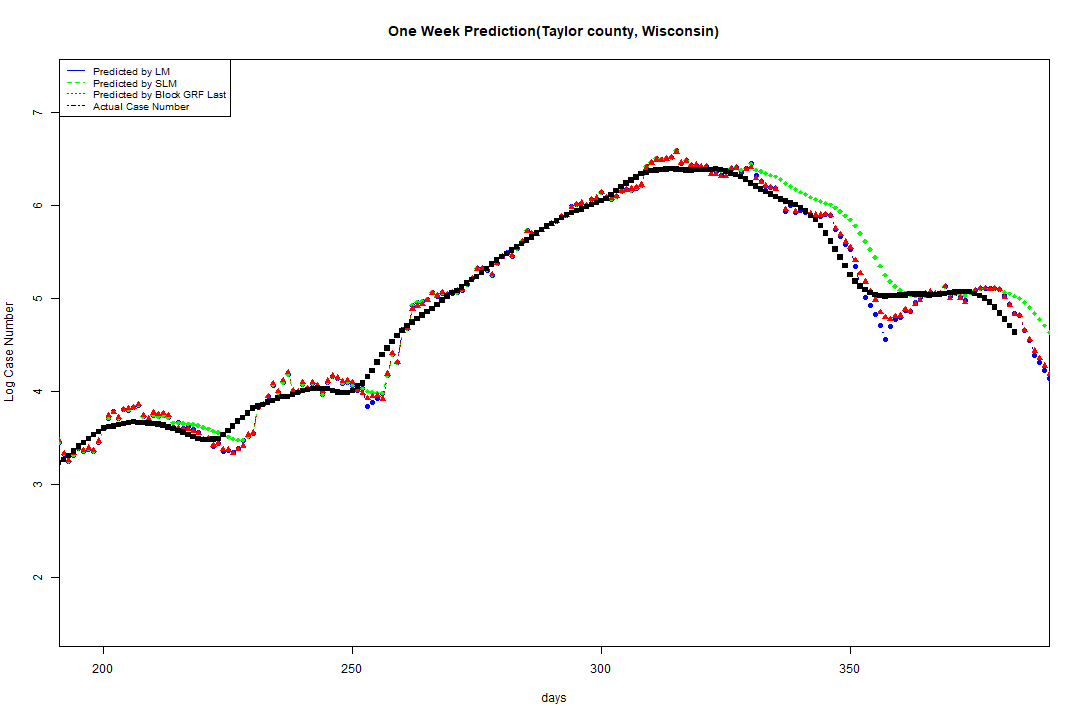 One Week Prediction(Taylor county, Wisconsin)
Predicted by LM
Predicted by SLM
Predicted by Block GRF Last
Actual Case Number
7
6
5
4
3
2
Log Case Number
200
250
300
350
days